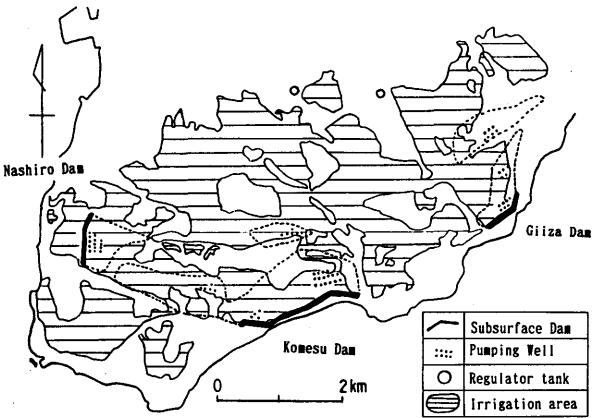 Nashiro Dam
Giiza Dam
Komesu Dam
0 2km
Subsurface Dam
Pumping Well
Regulator tank
Irrigation area